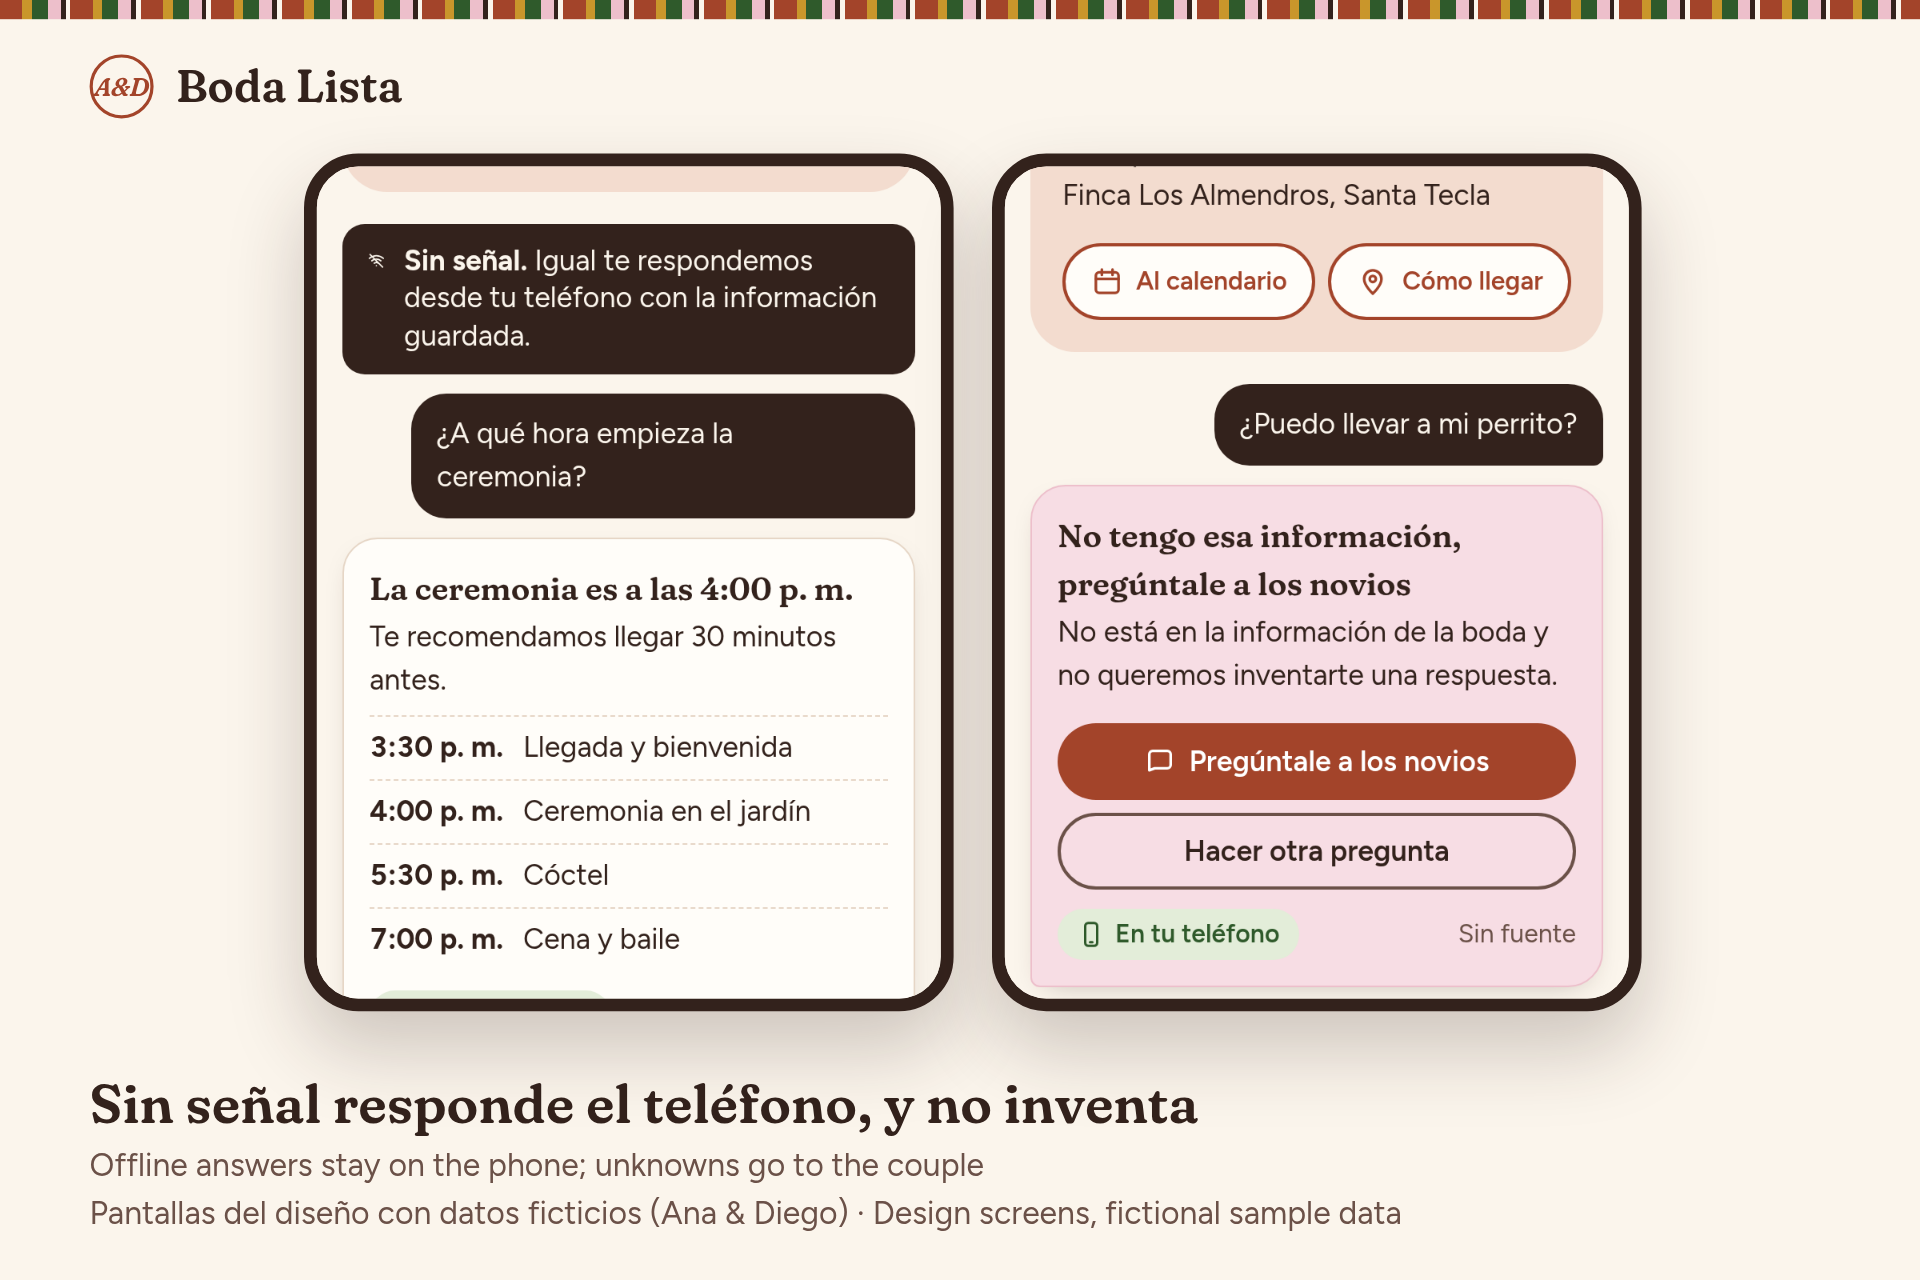 A&D
Boda Lista
Sin señal. Igual te respondemos
desde tu teléfono con la información
guardada.
¿A qué hora empieza la
ceremonia?
La ceremonia es a las 4:00 p. m.
Te recomendamos llegar 30 minutos
antes.
3:30 p. m. Llegada y bienvenida
4:00 p. m. Ceremonia en el jardín
5:30 p. m. Cóctel
7:00 p. m. Cena y baile
Finca Los Almendros, Santa Tecla
Al calendario
Cómo llegar
¿Puedo llevar a mi perrito?
No tengo esa información,
pregúntale a los novios
No está en la información de la boda y
no queremos inventarte una respuesta.
Pregúntale a los novios
Hacer otra pregunta
En tu teléfono
Sin fuente
Sin señal responde el teléfono, y no inventa
Offline answers stay on the phone; unknowns go to the couple
Pantallas del diseño con datos ficticios (Ana & Diego) · Design screens, fictional sample data